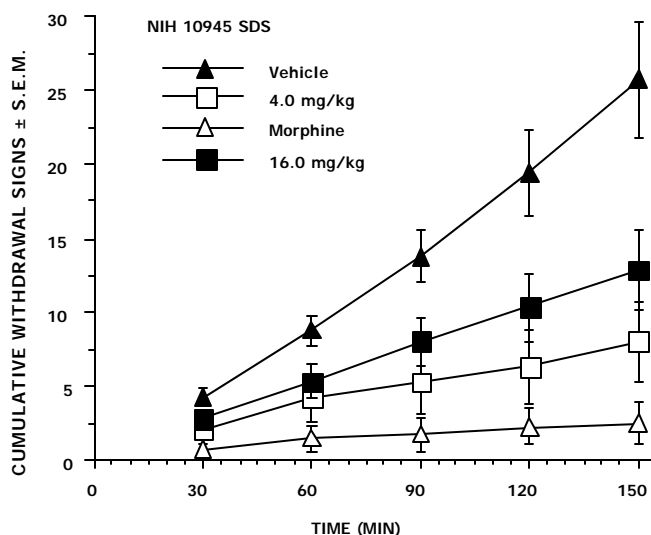 NIH 10945 SDS
Vehicle
4.0 mg/kg
Morphine
16.0 mg/kg
CUMULATIVE WITHDRAWAL SIGNS ± S.E.M.
30
25
20
15
10
5
0
0 30 60 90 120 150
TIME (MIN)